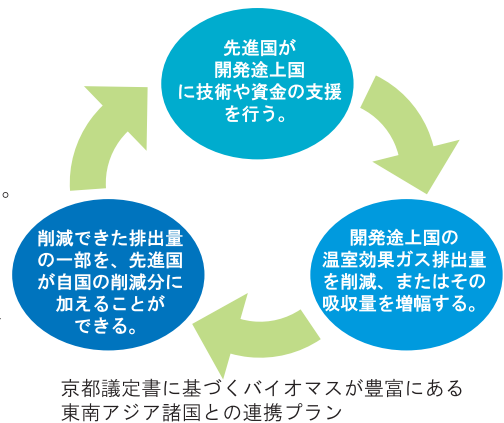 先進国が
開発途上国
に技術や資金の支援
を行う。
。
開発途上国の
温室効果ガス排出量
を削減、またはその
吸収量を増幅する。
削減できた排出量
の一部を、先進国
が自国の削減分に
加えることが
できる。
京都議定書に基づくバイオマスが豊富にある
東南アジア諸国との連携プラン